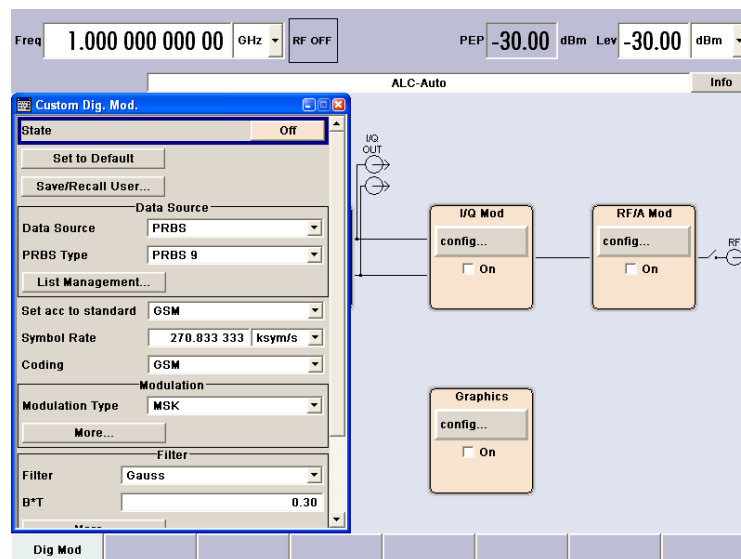 Freq 1.000 000 000 00 GHz RF OFF PEP -30.00 dBm Lev -30.00 dBm
ALC-Auto Info
Custom Dig. Mod.
State Off
Set to Default
Save/Recall User...
Data Source
Data Source PRBS
PRBS Type PRBS 9
List Management...
Set acc to standard GSM
Symbol Rate 270.833 333 ksym/s
Coding GSM
Modulation
Modulation Type MSK
More...
Filter
Filter Gauss
B*T 0.30
I/Q
OUT
I/Q Mod
config...
On
RF/A Mod
config...
On
RF
Graphics
config...
On
Dig Mod